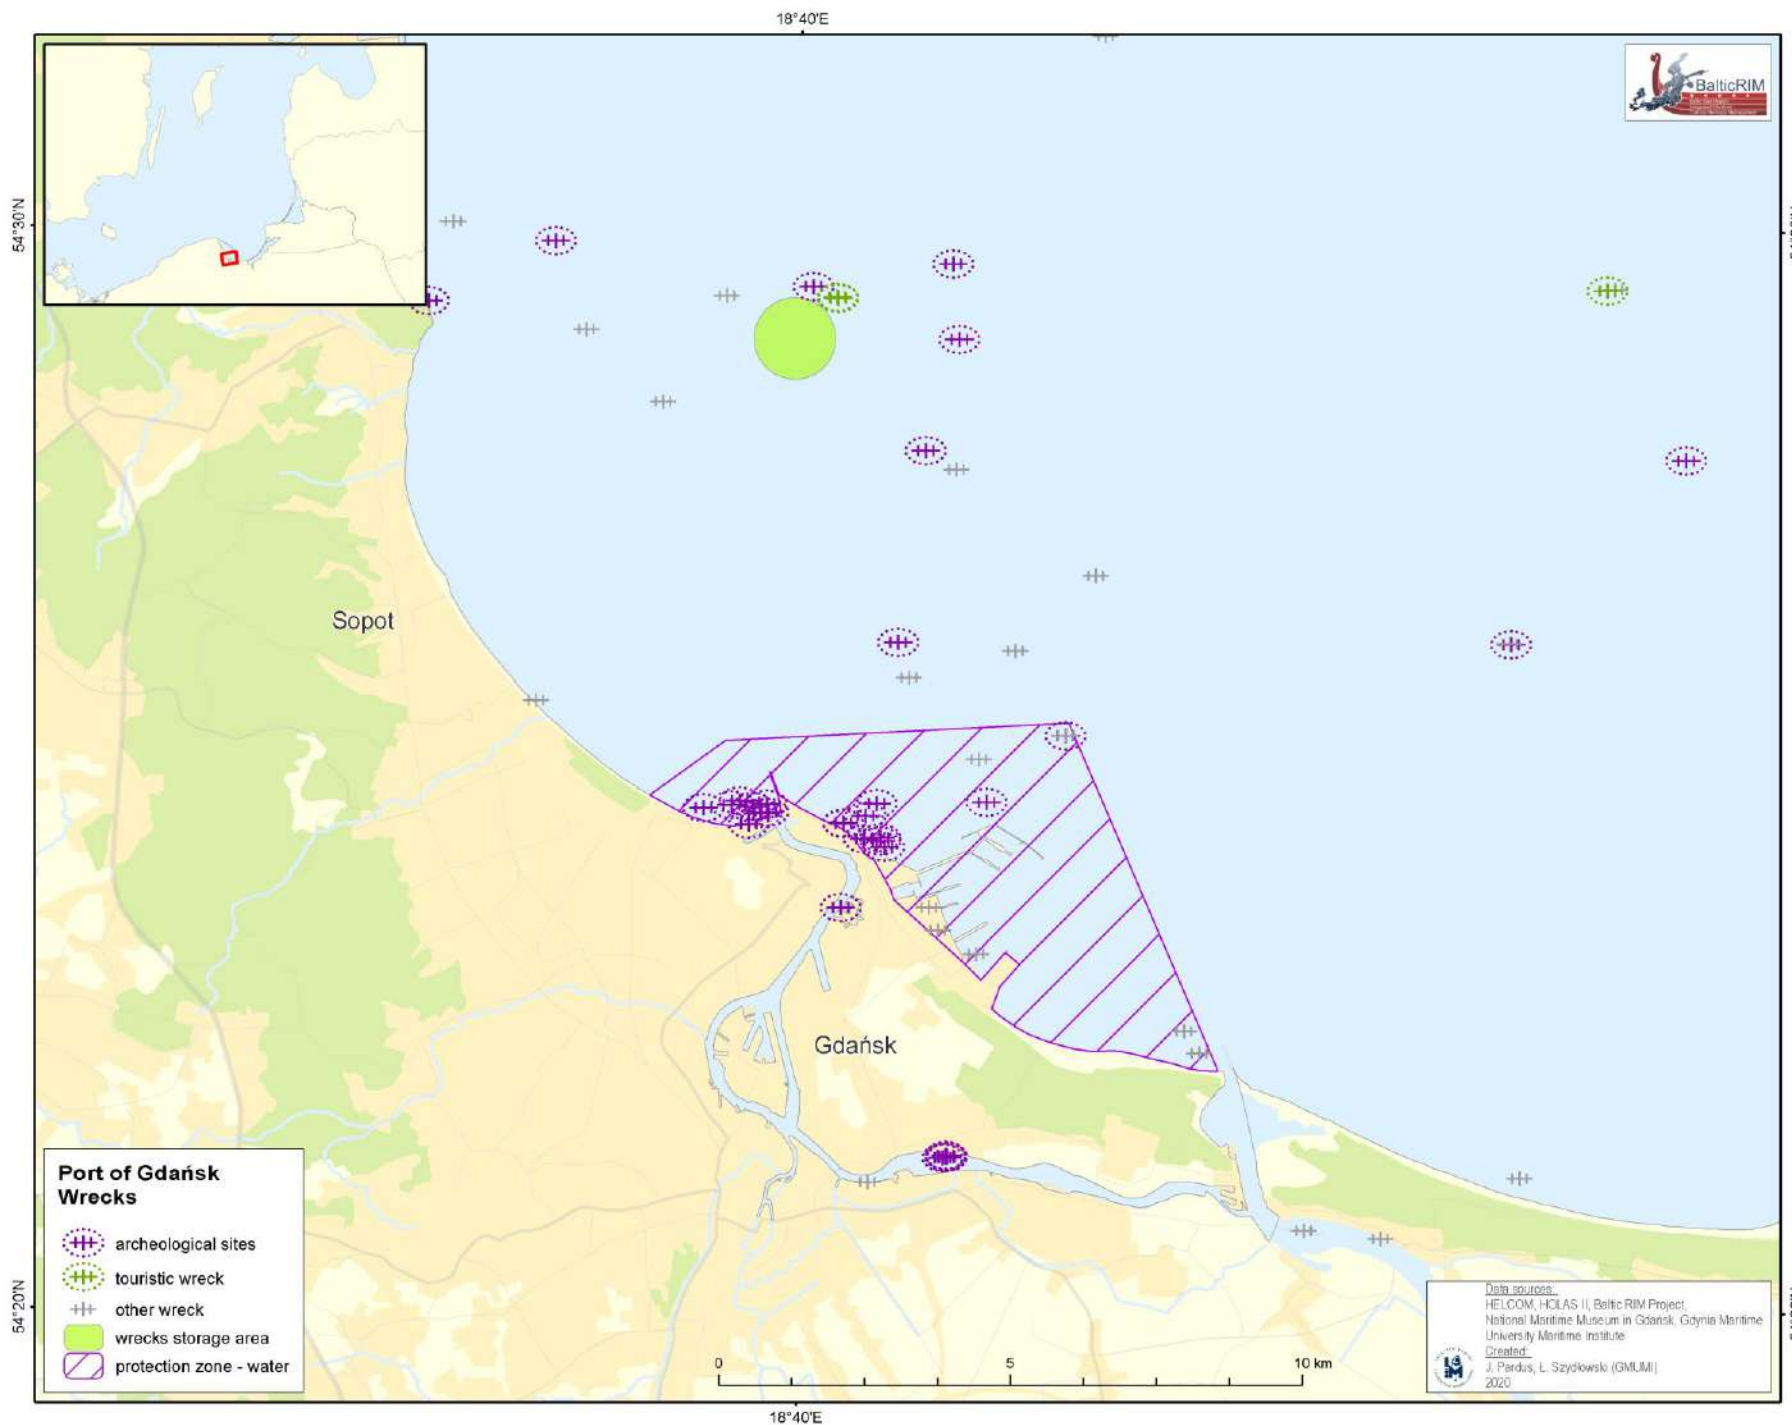 18°40'E
BalticRIM
54°30'N
Sopot
Gdańsk
Port of Gdańsk
Wrecks
archeological sites
touristic wreck
other wreck
wrecks storage area
protection zone - water
0 5 10 km
54°20'N
Data sources:
HELCOM, HOLAS II, Baltic RIM Project,
National Maritime Museum in Gdańsk, Gdynia Maritime
University Maritime Institute
Created:
J. Pardus, Ł. Szydłowski (GMUMI)
2020
18°40'E